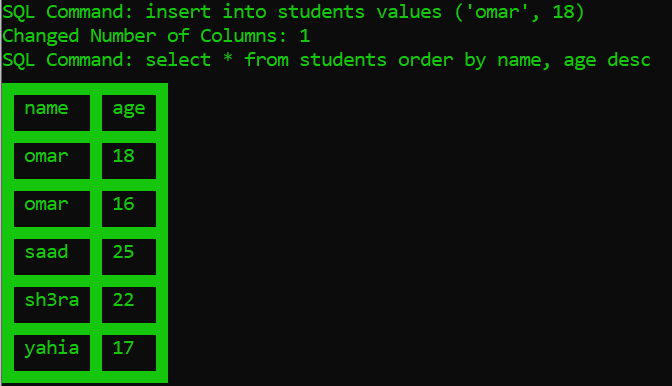 SQL Command: insert into students values ('omar', 18)
Changed Number of Columns: 1
SQL Command: select * from students order by name, age desc
name age
omar 18
omar 16
saad 25
sh3ra 22
yahia 17